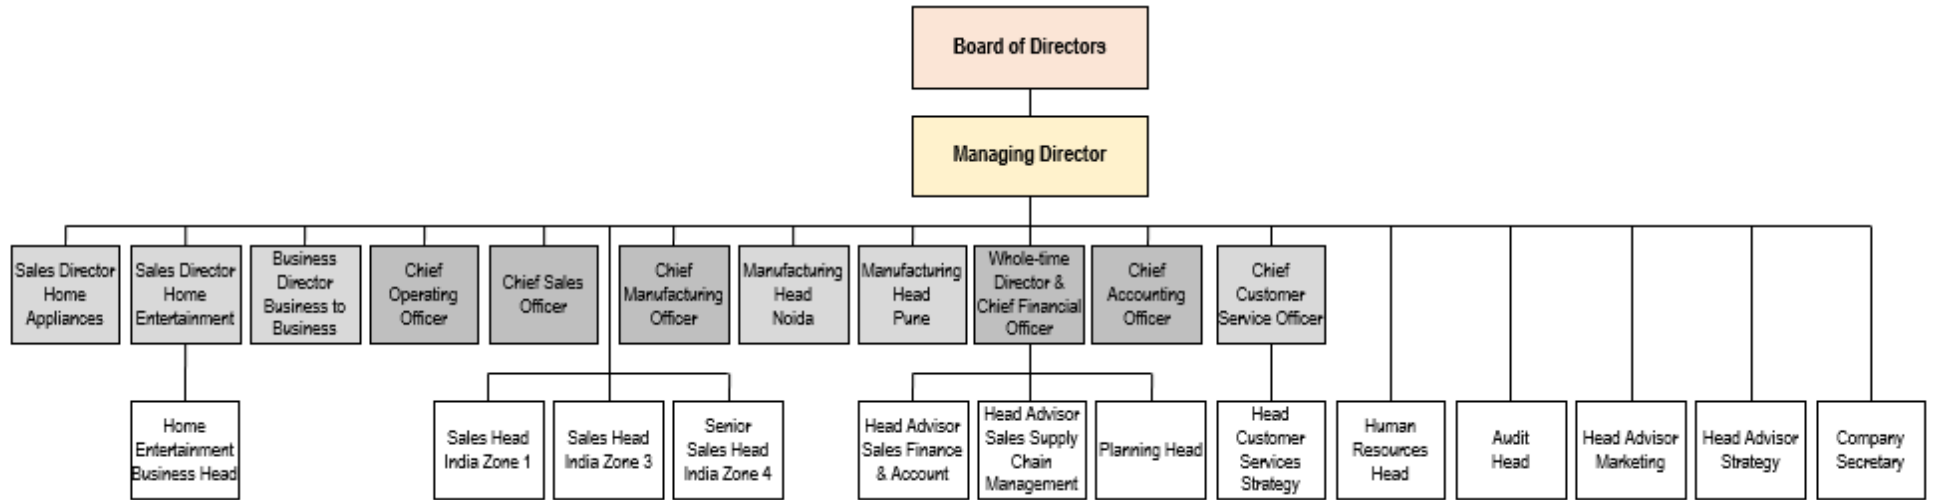 Board of Directors
Managing Director
Sales Director
Home
Appliances
Sales Director
Home
Entertainment
Business
Director
Business to
Business
Chief
Operating
Officer
Chief Sales
Officer
Chief
Manufacturing
Officer
Manufacturing
Head
Noida
Manufacturing
Head
Pune
Whole-time
Director &
Chief Financial
Officer
Chief
Accounting
Officer
Chief
Customer
Service Officer
Home
Entertainment
Business Head
Sales Head
India Zone 1
Sales Head
India Zone 3
Senior
Sales Head
India Zone 4
Head Advisor
Sales Finance
& Account
Head Advisor
Sales Supply
Chain
Management
Planning Head
Head
Customer
Services
Strategy
Human
Resources
Head
Audit
Head
Head Advisor
Marketing
Head Advisor
Strategy
Company
Secretary